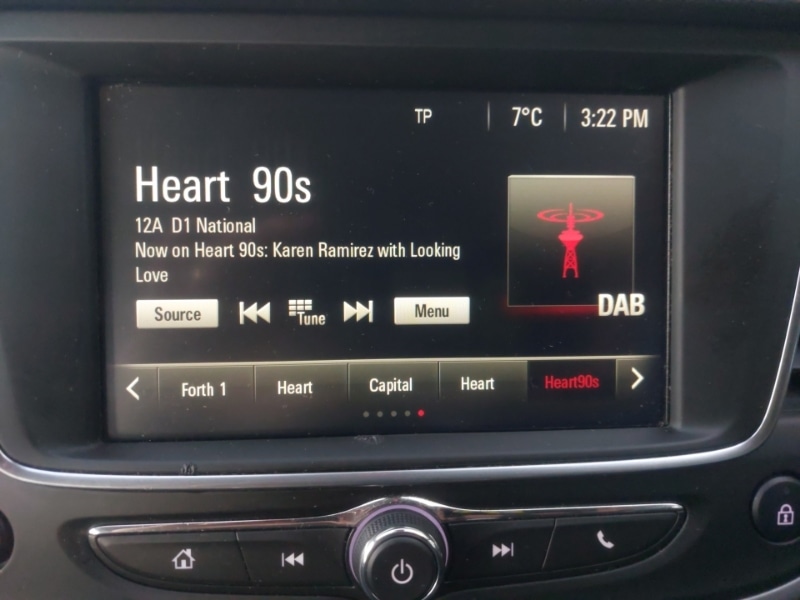 TP 7°C 3:22 PM
Heart 90s
12A D1 National
Now on Heart 90s: Karen Ramirez with Looking
Love
DAB
Source Tune Menu
Forth 1 Heart Capital Heart Heart90s